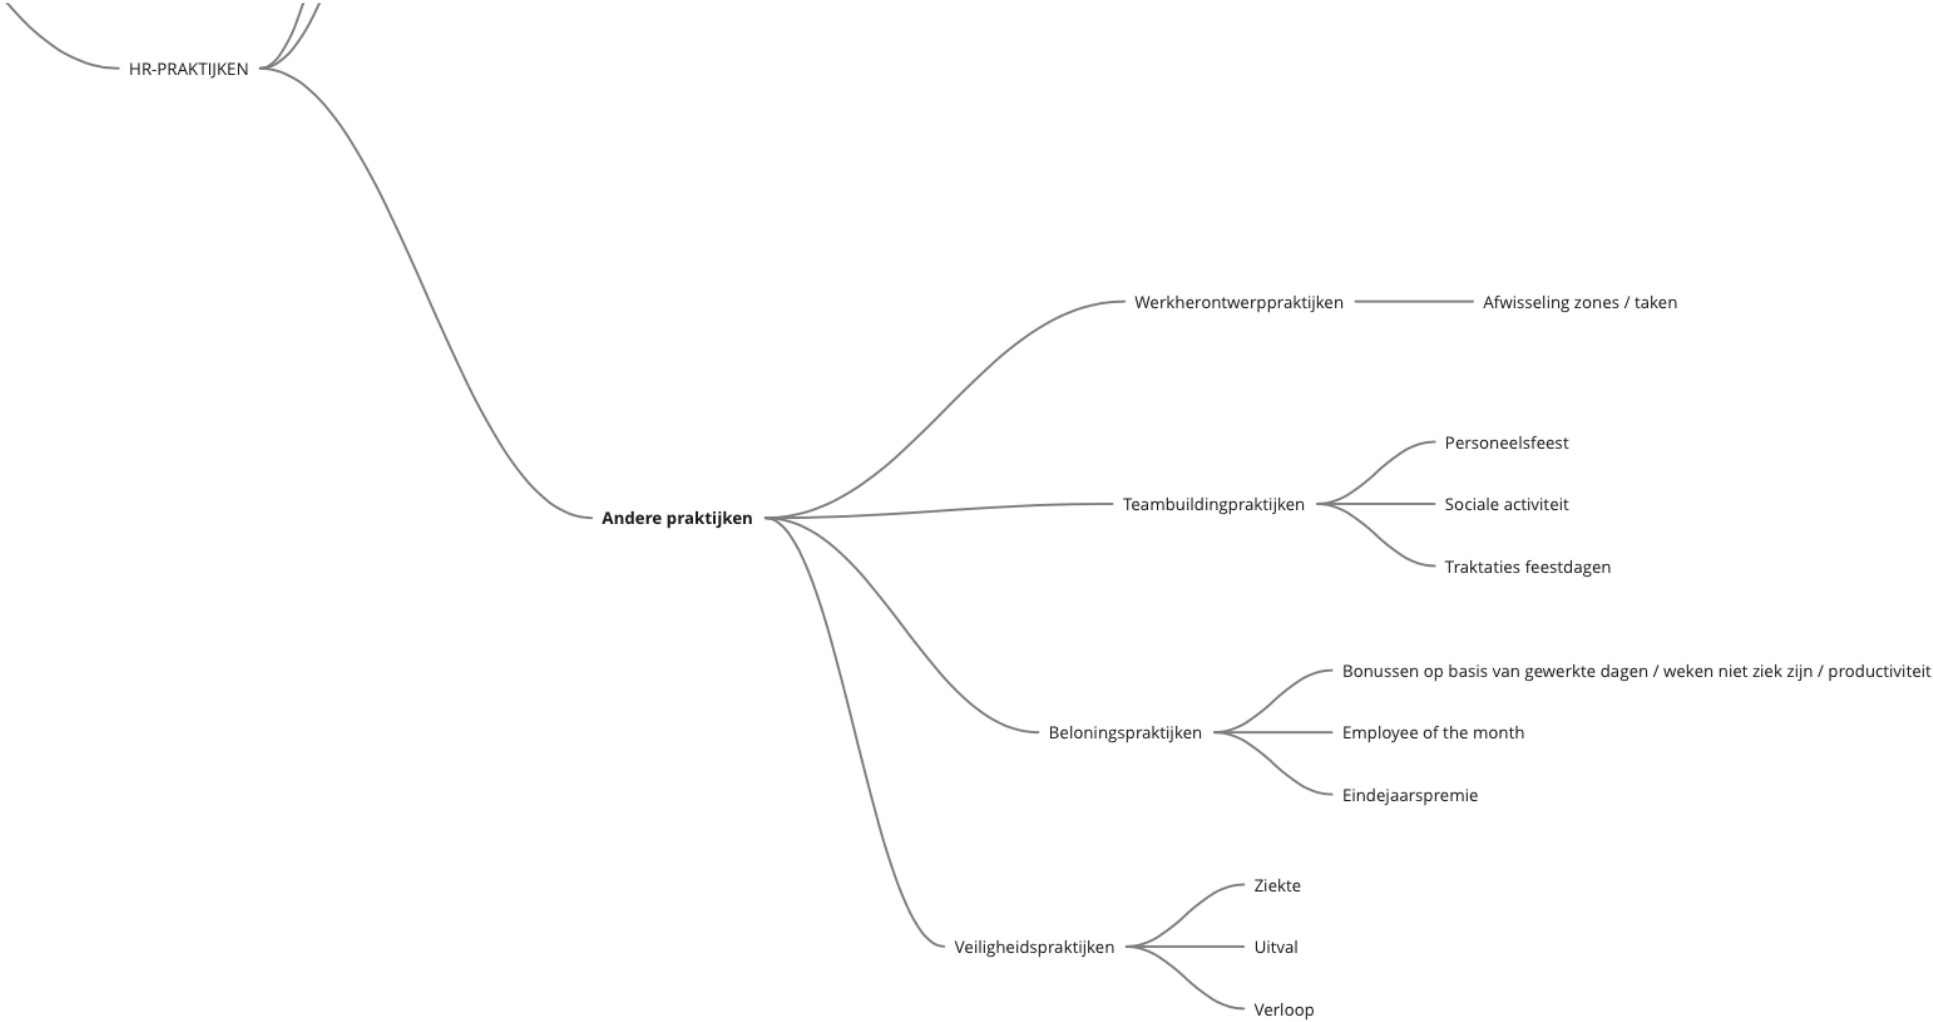 HR-PRAKTIJKEN
Andere praktijken
Werkherontwerppraktijken
Afwisseling zones / taken
Teambuildingpraktijken
Personeelsfeest
Sociale activiteit
Traktaties feestdagen
Beloningspraktijken
Bonussen op basis van gewerkte dagen / weken niet ziek zijn / productiviteit
Employee of the month
Eindejaarspremie
Veiligheidspraktijken
Ziekte
Uitval
Verloop